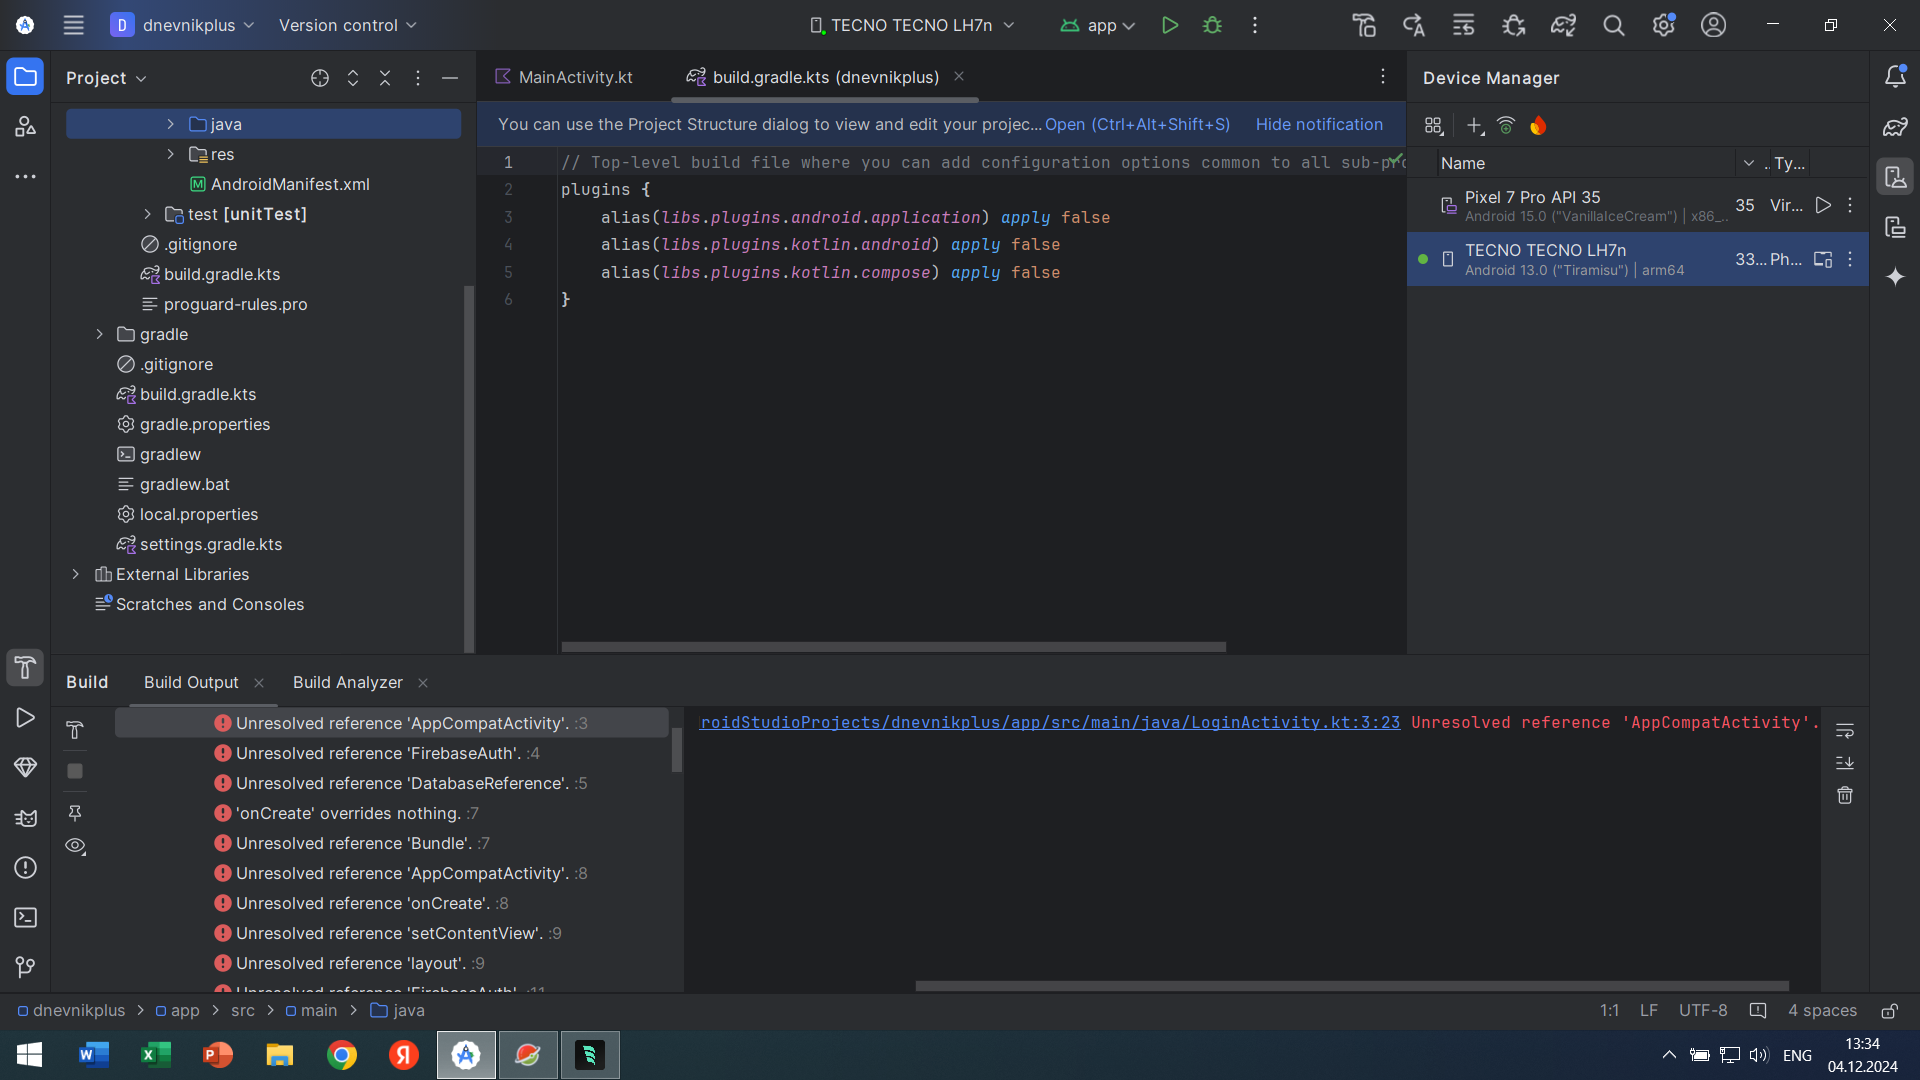 D dnevnikplus
Version control
TECNO TECNO LH7n
app
Project
java
res
AndroidManifest.xml
test [unitTest]
.gitignore
build.gradle.kts
proguard-rules.pro
gradle
.gitignore
build.gradle.kts
gradle.properties
gradlew
gradlew.bat
local.properties
settings.gradle.kts
External Libraries
Scratches and Consoles
MainActivity.kt
build.gradle.kts (dnevnikplus)
You can use the Project Structure dialog to view and edit your projec... Open (Ctrl+Alt+Shift+S) Hide notification
1 // Top-level build file where you can add configuration options common to all sub-pro
2 plugins {
3 alias(libs.plugins.android.application) apply false
4 alias(libs.plugins.kotlin.android) apply false
5 alias(libs.plugins.kotlin.compose) apply false
6 }
Device Manager
Name .. Ty...
Pixel 7 Pro API 35 35 Vir...
Android 15.0 ("VanillaIceCream") | x86_...
TECNO TECNO LH7n 33... Ph...
Android 13.0 ("Tiramisu") | arm64
Build
Build Output
Build Analyzer
Unresolved reference 'AppCompatActivity'. :3
Unresolved reference 'FirebaseAuth'. :4
Unresolved reference 'DatabaseReference'. :5
'onCreate' overrides nothing. :7
Unresolved reference 'Bundle'. :7
Unresolved reference 'AppCompatActivity'. :8
Unresolved reference 'onCreate'. :8
Unresolved reference 'setContentView'. :9
Unresolved reference 'layout'. :9
Unresolved reference 'FirebaseAuth'. :11
roidStudioProjects/dnevnikplus/app/src/main/java/LoginActivity.kt:3:23 Unresolved reference 'AppCompatActivity'.
dnevnikplus > app > src > main > java
1:1 LF UTF-8 4 spaces
ENG
13:34
04.12.2024